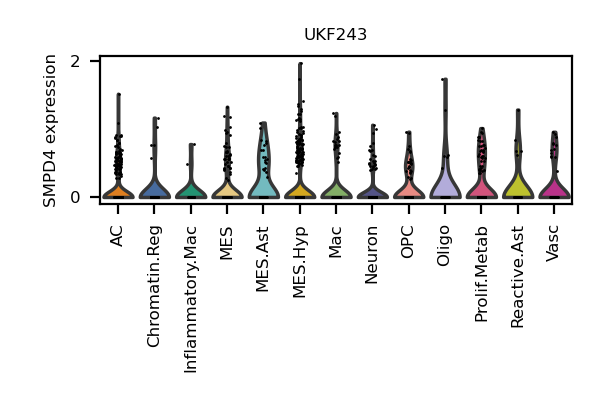 UKF243
SMPD4 expression
2
0
AC
Chromatin.Reg
Inflammatory.Mac
MES
MES.Ast
MES.Hyp
Mac
Neuron
OPC
Oligo
Prolif.Metab
Reactive.Ast
Vasc